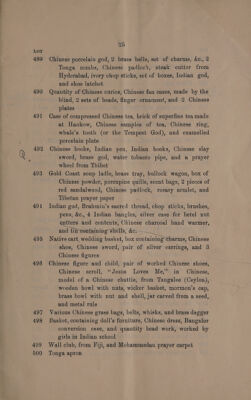 25
LOT
489 Chinese porcelain god, 2 brass bells, set of charms, &c., 2
Tonga combs, Chinese padlock, steak cutter from
Hyderabad, ivory chop sticks, set of boxes, Indian god,
and shoe latchet
490 Quantity of Chinese curios, Chinese fan cases, made by the
blind, 2 sets of beads, finger ornament, and 2 Chinese
plates
491 Case of compressed Chinese tea, brick of superfine tea made
at Hankow, Chinese samples of tea, Chinese ring,
whale's tooth (or the Tempest God), and enamelled
porcelain plate
492 Chinese books, Indian pen, Indian hooks, Chinese clay
sword, brass god, water tobacco pipe, and a prayer
wheel from Thibet
493 Gold Coast soup ladle, brass tray, bullock wagon, box of
Chinese powder, porcupine quills, scent bags, 2 pieces of
red sandalwood, Chinese padlock, rosary amulet, and
Tibetan prayer paper
494 Indian god, Brahmin's sacred thread, chop sticks, brushes,
pens, &c., 4 Indian bangles, silver case for betel nut
cutters and contents, Chinese charcoal hand warmer,
and tin containing shells, &c.
495 Native cart wedding basket, box containing charms, Chinese
shoe, Chinese sword, pair of silver carrings, and 3
Chinese figures
496 Chinese figure and child, pair of worked Chinese shoes,
Chinese scroll, "Jesus Loves Me," in Chinese,
model of a Chinese chattie, from Tangalee (Ceylon),
wooden bowl with nuts, wicker basket, mormen's cap,
brass bowl with nut and shell, jar carved from a seed,
and metal rule
497 Various Chinese grass bags, belts, whisks, and brass dagger
498 Basket, containing doll's furniture, Chinese dress, Bangalee
conversion case, and quantity bead work, worked by
girls in Indian school
499 Wall club, from Fiji, and Mohammedan prayer carpet
500 Tonga apron